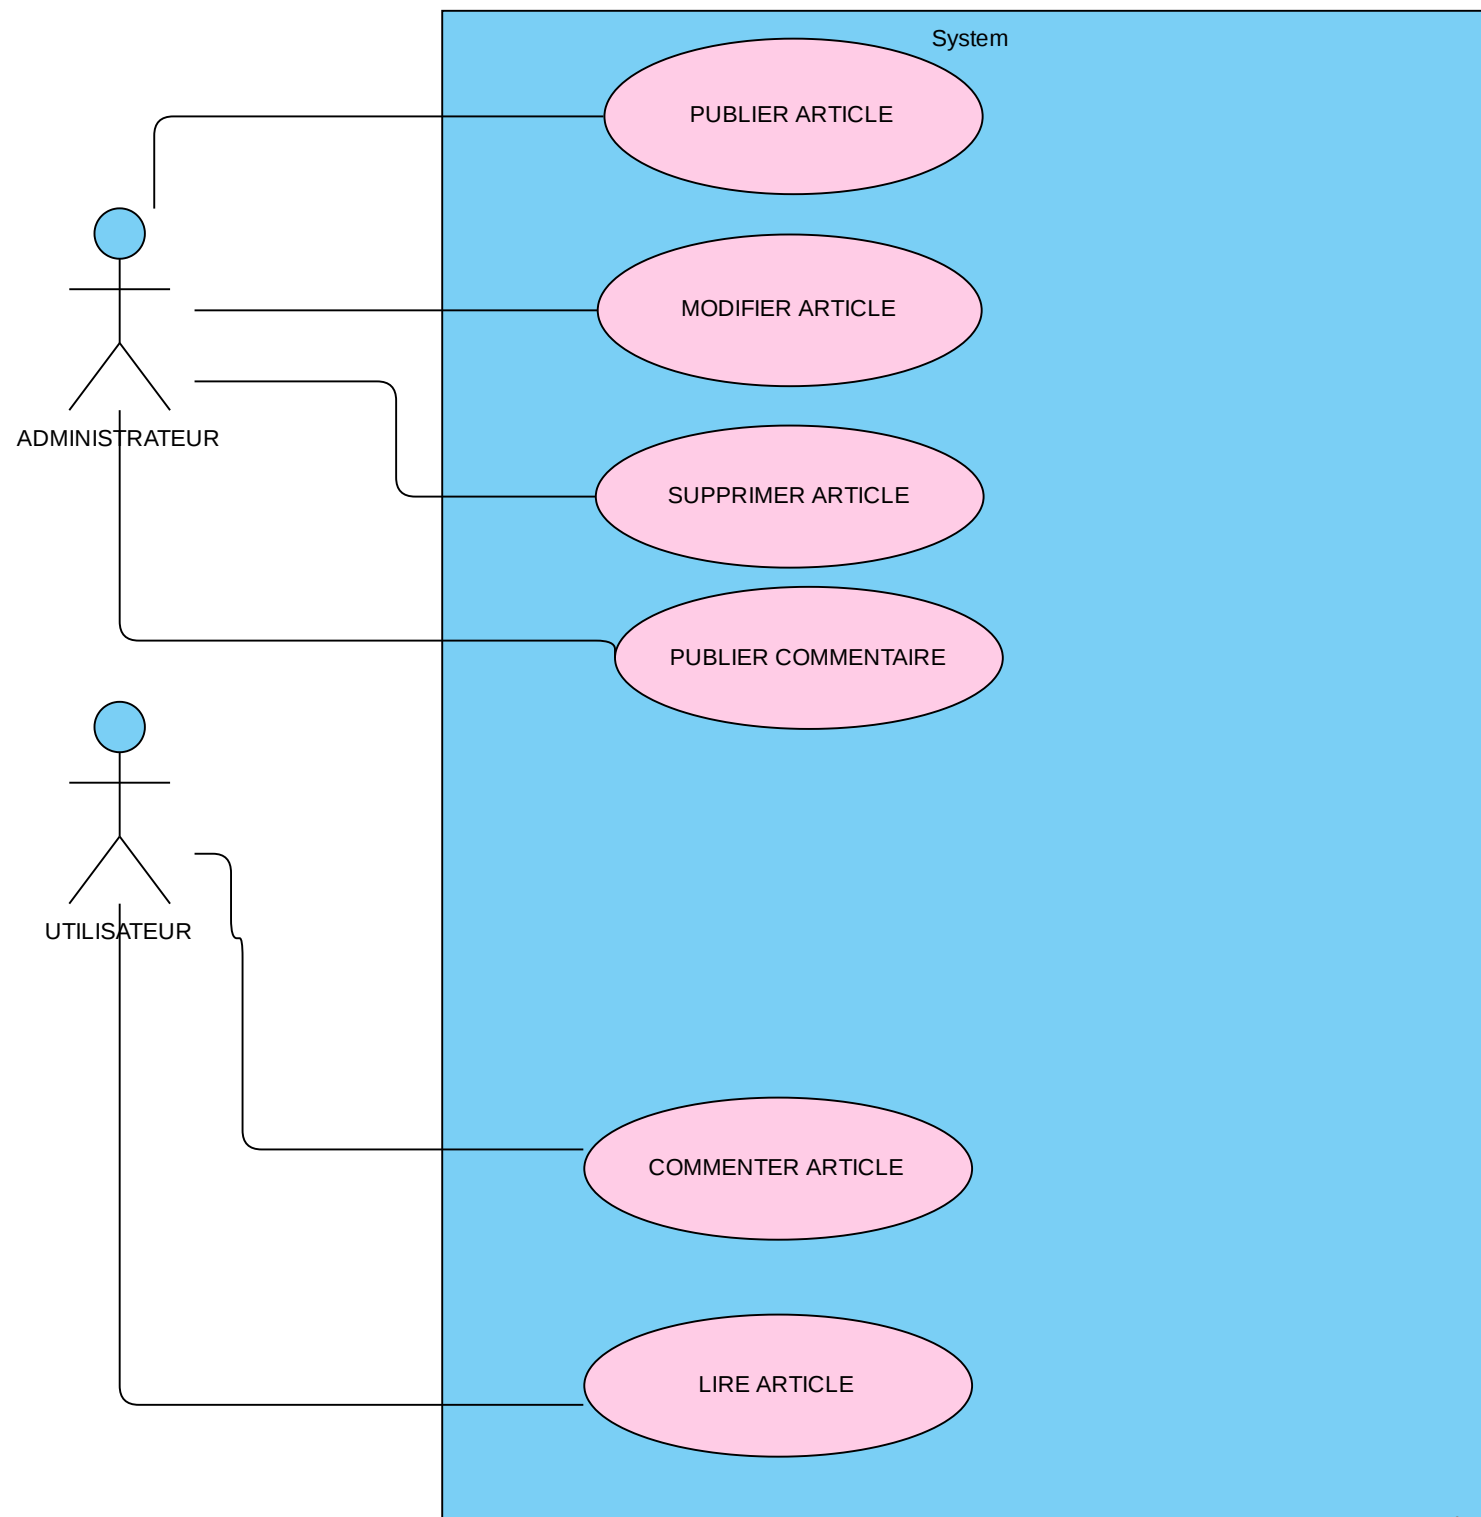 System
PUBLIER ARTICLE
MODIFIER ARTICLE
ADMINISTRATEUR
SUPPRIMER ARTICLE
PUBLIER COMMENTAIRE
UTILISATEUR
COMMENTER ARTICLE
LIRE ARTICLE